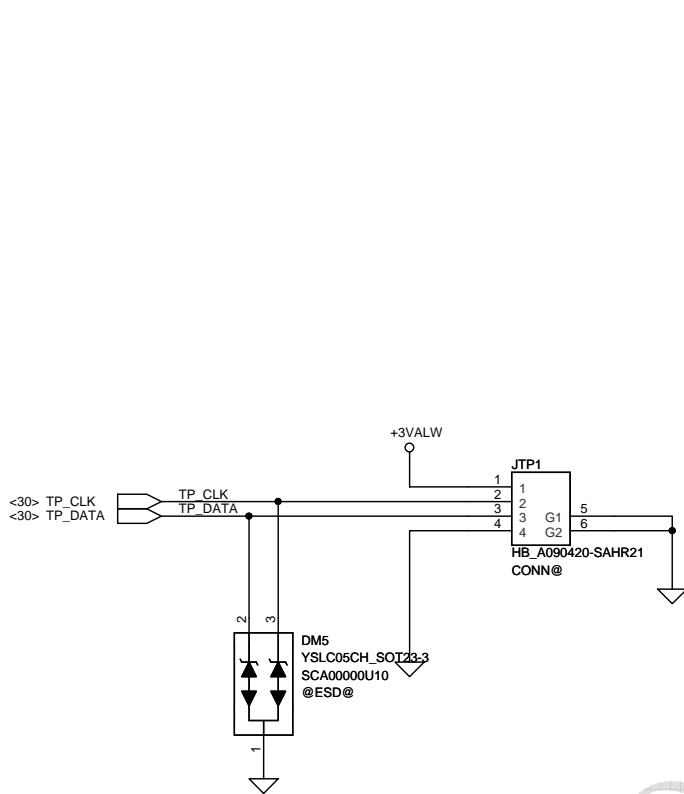 +3VALW
JTP1
1
1
<30> TP_CLK
TP_CLK
2
2
<30> TP_DATA
TP_DATA
3
3
G1
5
4
4
G2
6
HB_A090420-SAHR21
CONN@
2
3
DM5
YSLC05CH_SOT23-3
SCA00000U10
@ESD@
1